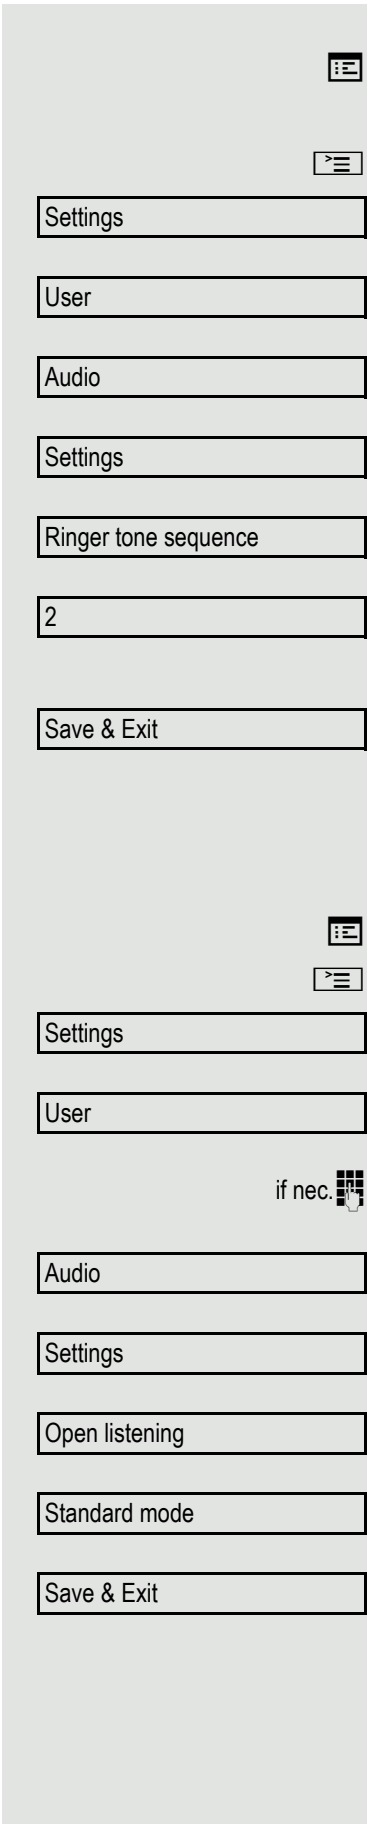 Settings
User
Audio
Settings
Ringer tone sequence
2
Save & Exit
Settings
User
if nec.
Audio
Settings
Open listening
Standard mode
Save & Exit